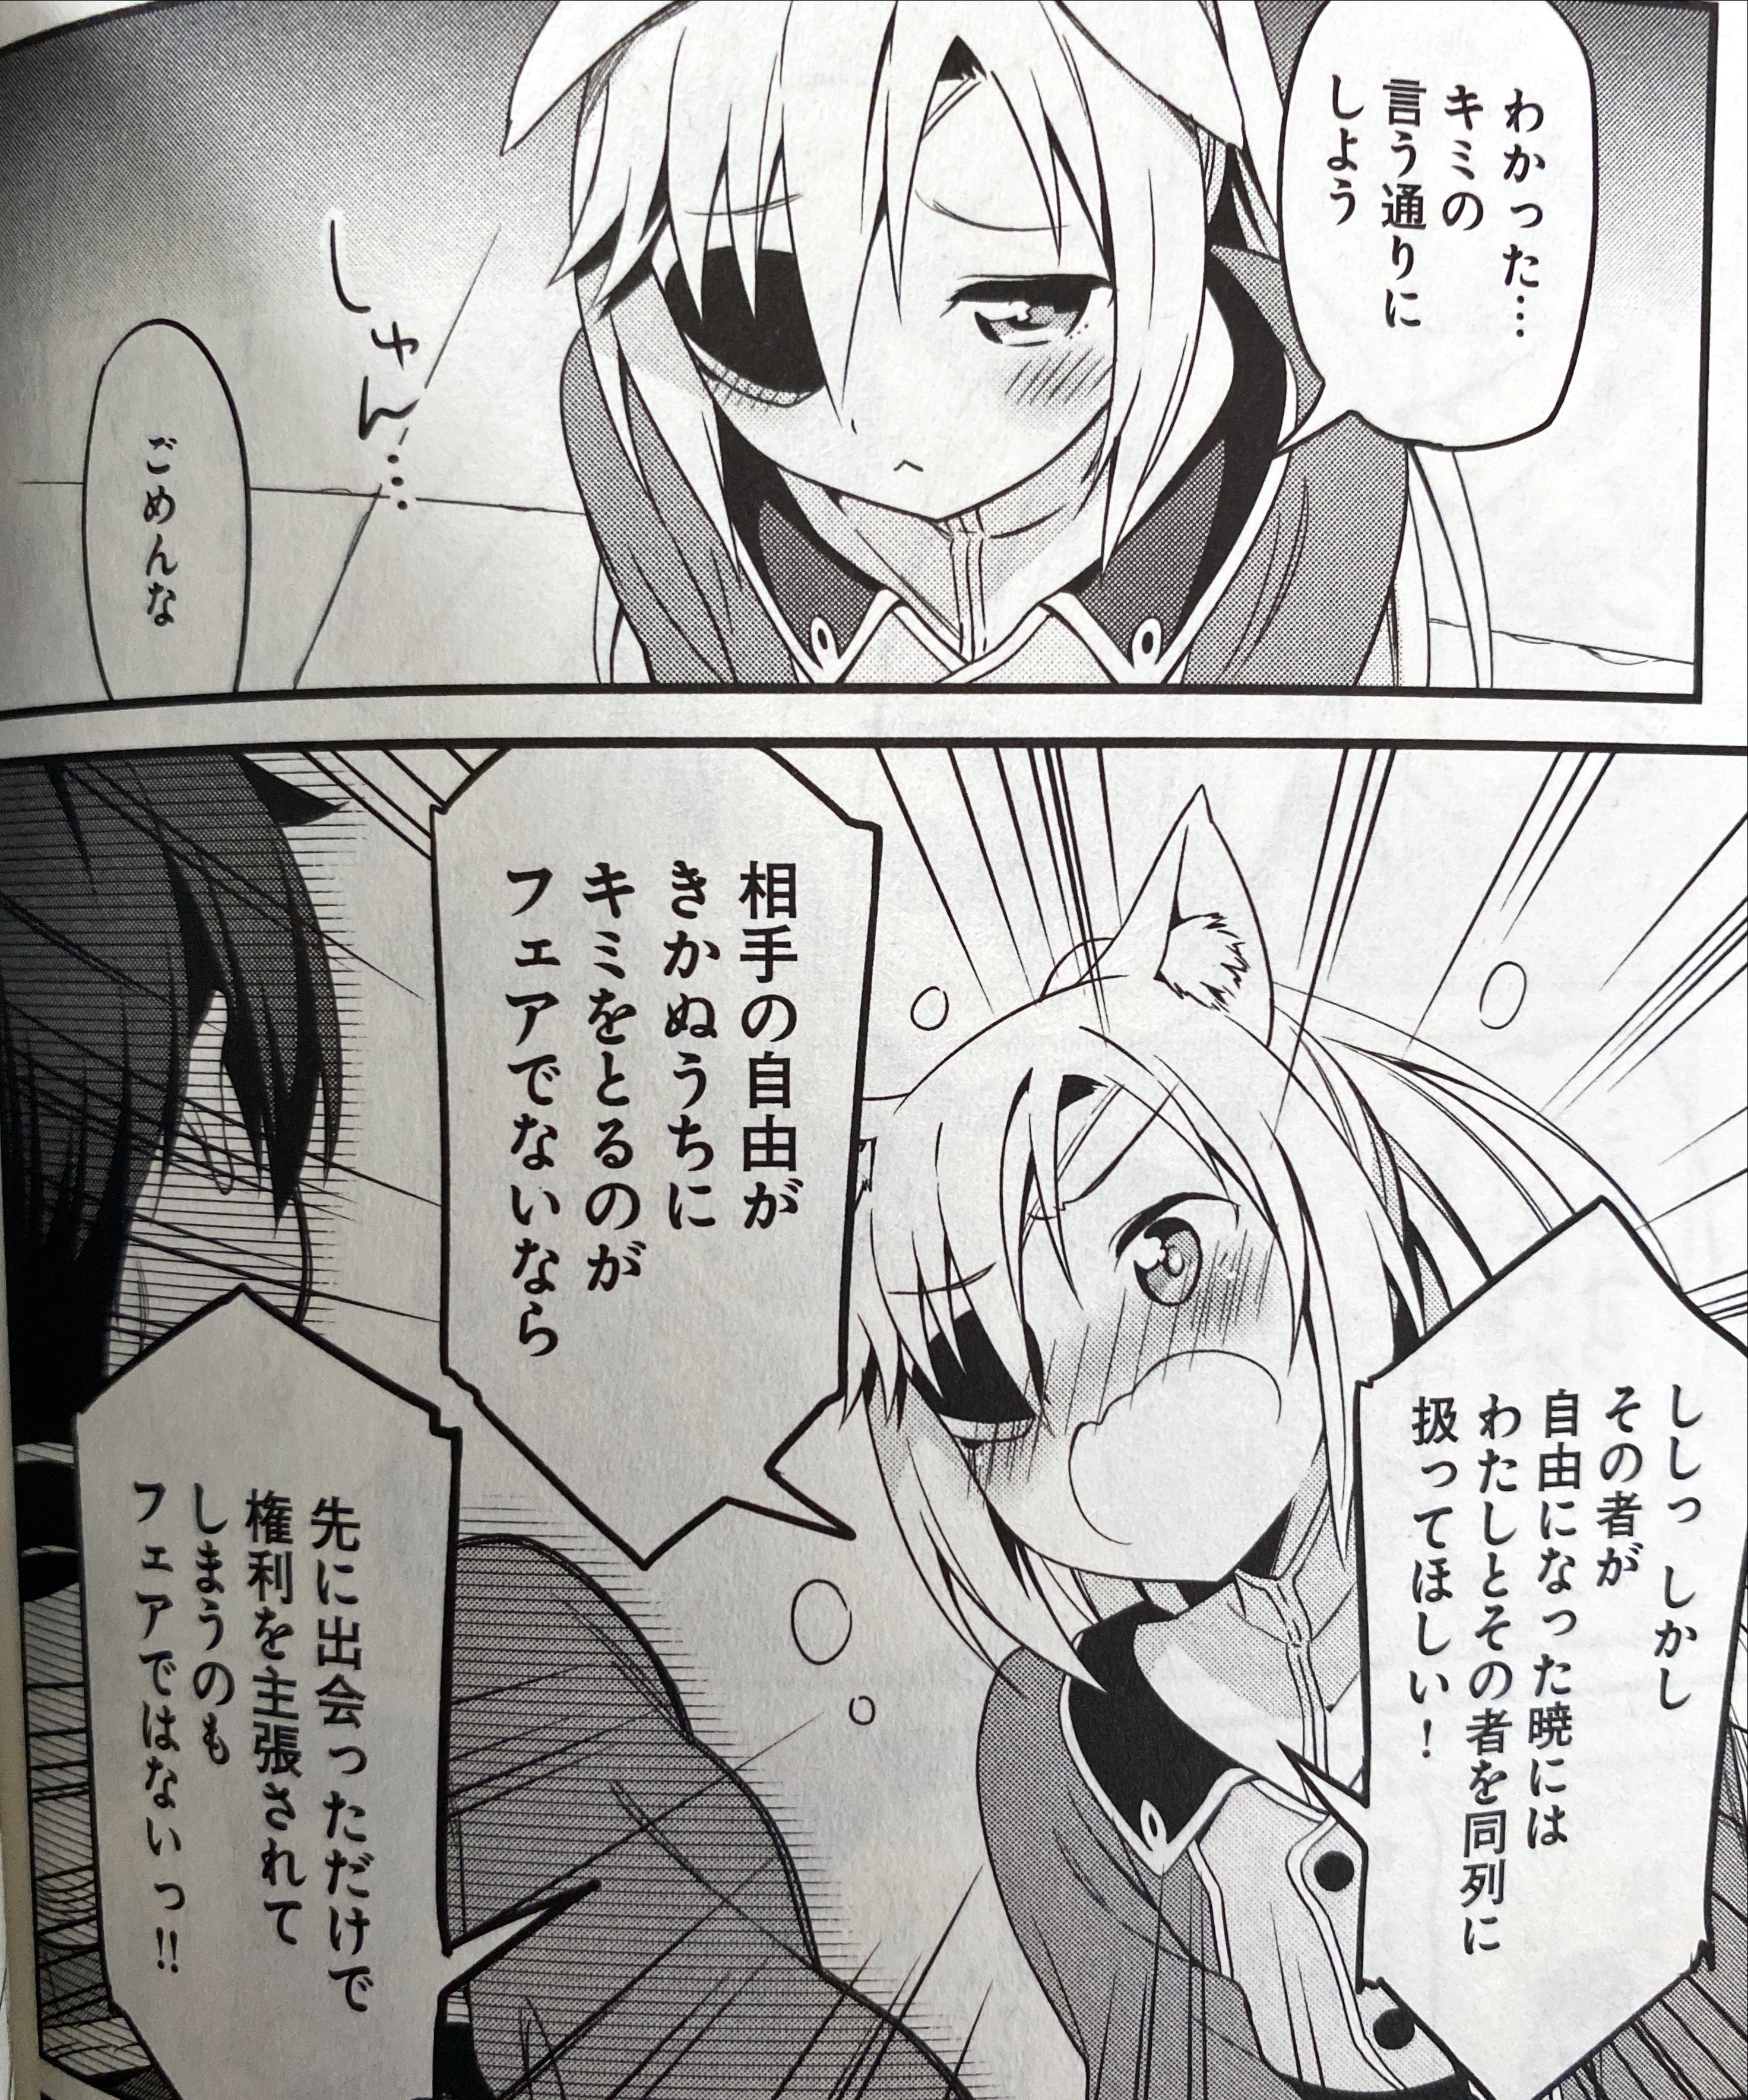 わかった…
キミの
言う通りに
しよう
しゅん…
ごめんな
ししっ しかし
その者が
自由になった暁には
わたしとその者を同列に
扱ってほしい!
相手の自由が
きかぬうちに
キミをとるのが
フェアでないなら
先に出会っただけで
権利を主張されて
しまうのも
フェアではないっ!!